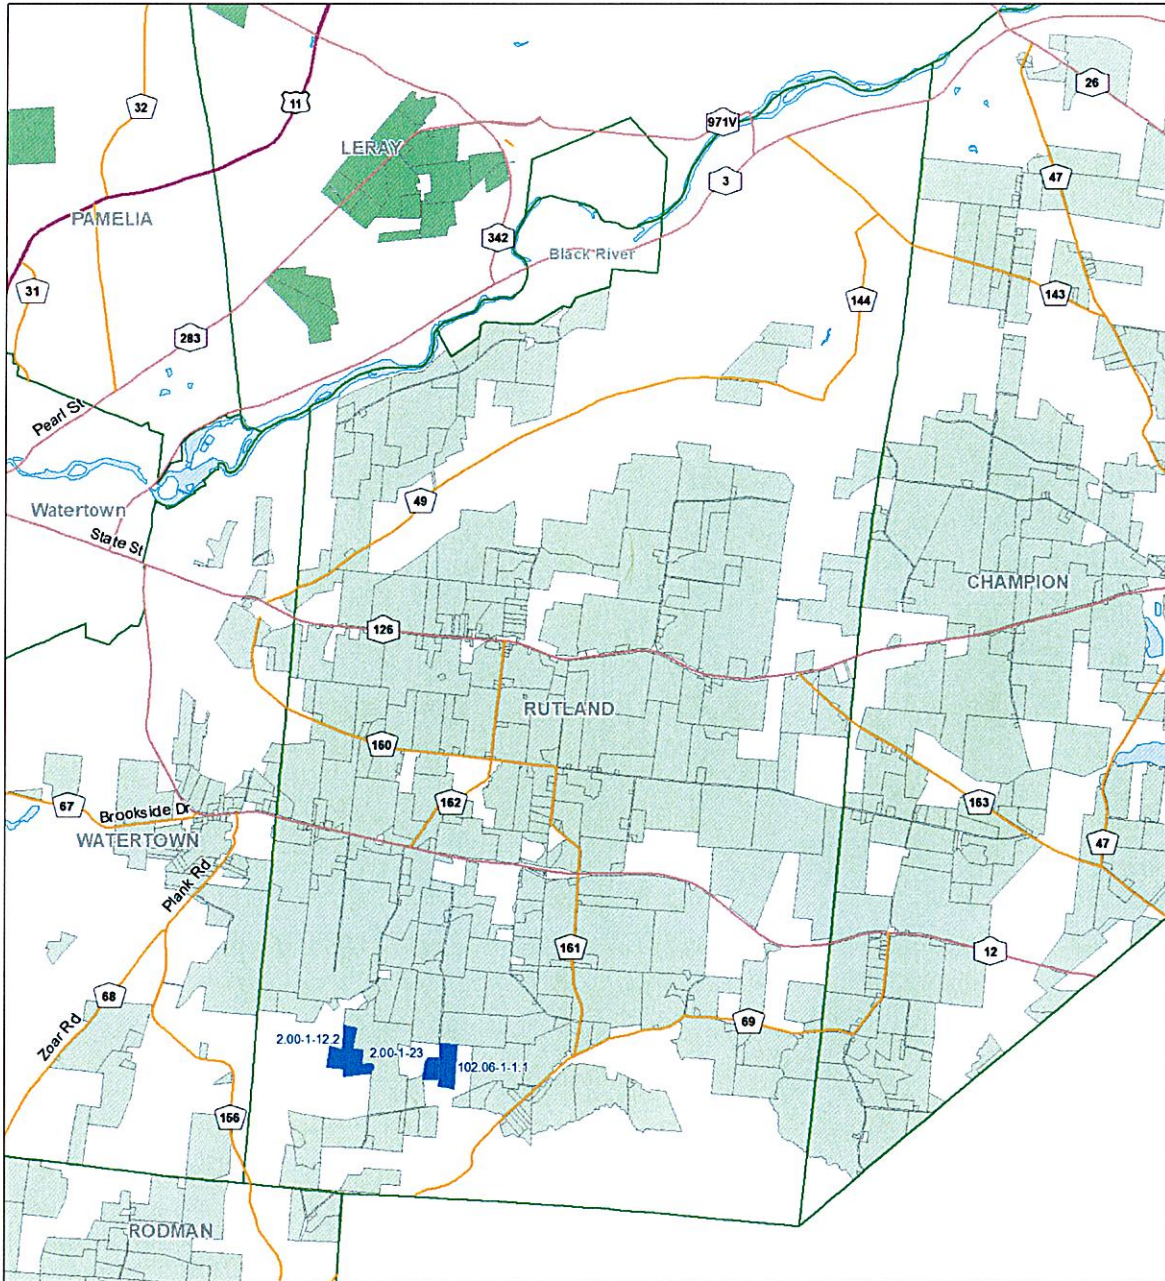 32
11
26
971V
LERAY
3
47
PAMELIA
342
Black River
31
143
144
283
Pearl St
49
Watertown
State St
CHAMPION
126
RUTLAND
160
67
Brookside Dr
162
163
WATERTOWN
47
Plank Rd
161
12
68
69
Zoar Rd
2.00-1-12.2
2.00-1-23
102.06-1-1.1
156
RODMAN